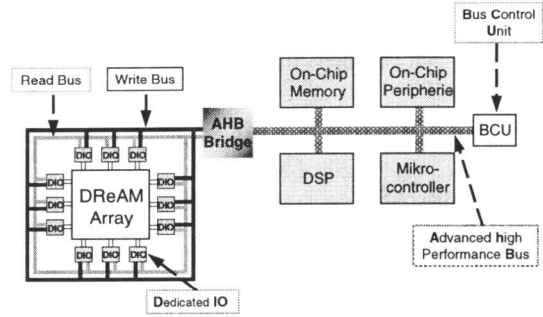 Bus Control
Unit
Read Bus
Write Bus
On-Chip
Memory
On-Chip
Peripherie
AHB
Bridge
BCU
DIO
DIO
DIO
DIO
DIO
DIO
DReAM
Array
DIO
DIO
DIO
DIO
DIO
DIO
DSP
Mikro-
controller
Advanced high
Performance Bus
Dedicated IO